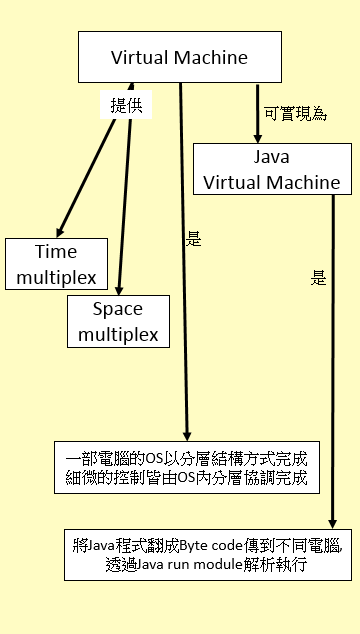 Virtual Machine
提供
可實現為
Java
Virtual Machine
是
Time
multiplex
是
Space
multiplex
一部電腦的OS以分層結構方式完成
細微的控制皆由OS內分層協調完成
將Java程式翻成Byte code傳到不同電腦,
透過Java run module解析執行